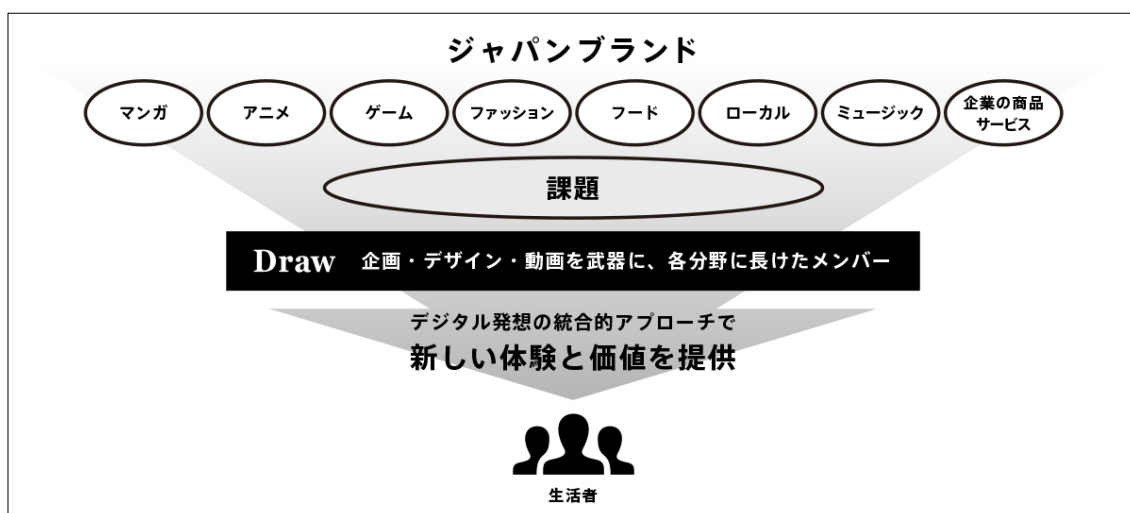 ジャパンブランド
マンガ
アニメ
ゲーム
ファッション
フード
ローカル
ミュージック
企業の商品
サービス
課題
Draw 企画・デザイン・動画を武器に、各分野に長けたメンバー
デジタル発想の統合的アプローチで
新しい体験と価値を提供
生活者